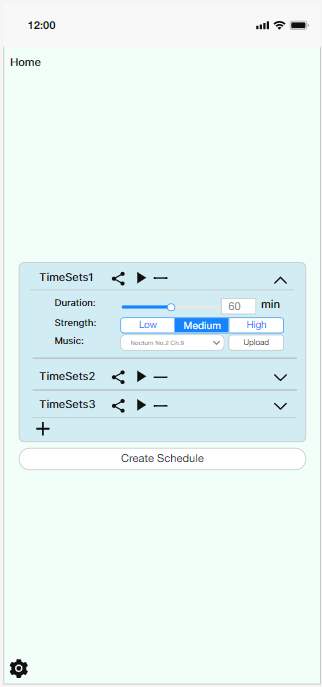 12:00
Home
TimeSets1
Duration: 60 min
Strength: Low Medium High
Music: Nocturn No.2 Ch.9 Upload
TimeSets2
TimeSets3
Create Schedule